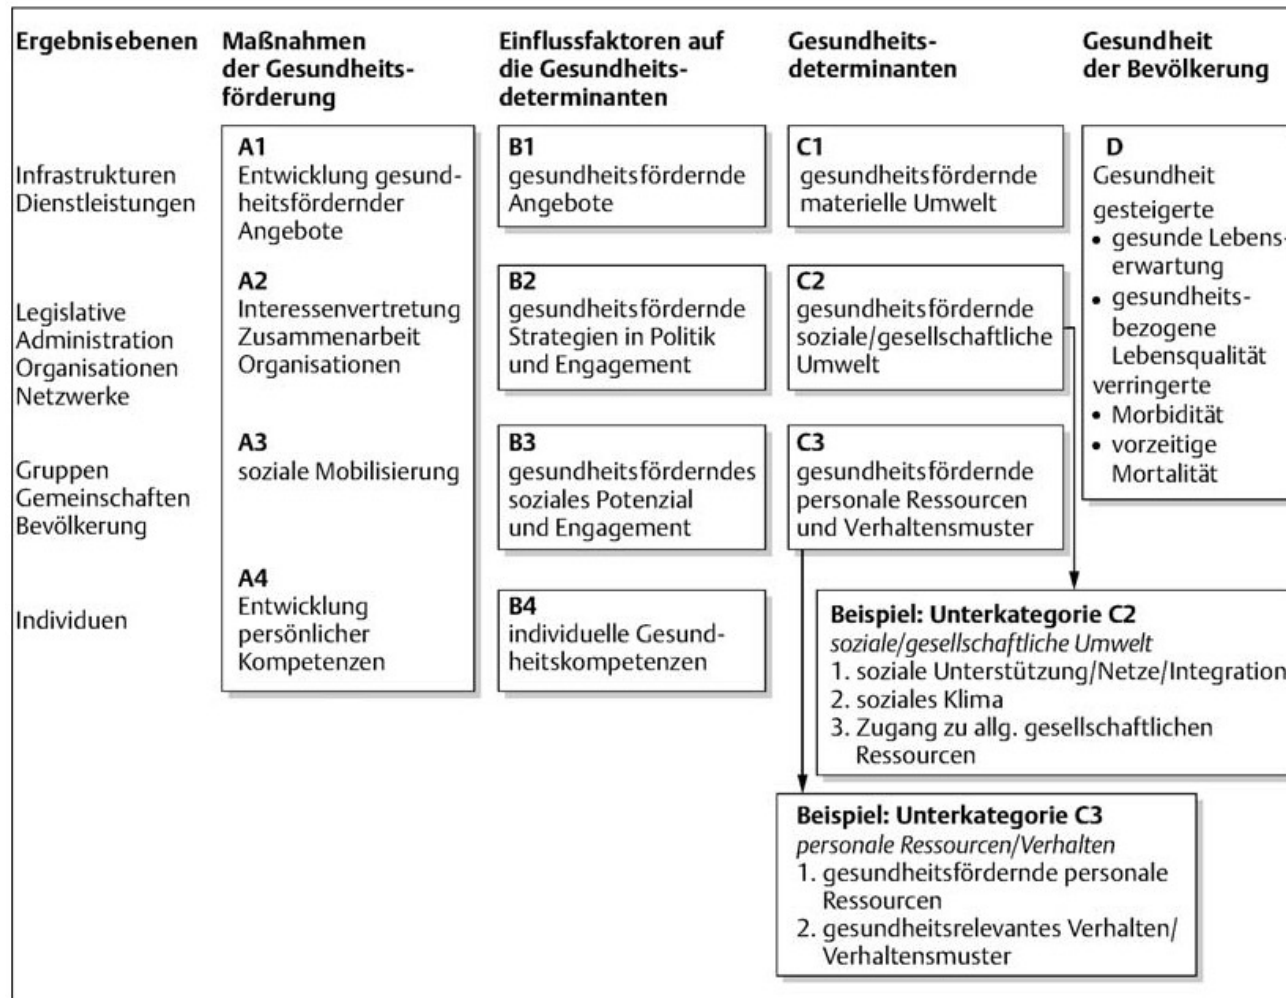 Ergebnisebenen
Maßnahmen
der Gesundheits-
förderung
Einflussfaktoren auf
die Gesundheits-
determinanten
Gesundheits-
determinanten
Gesundheit
der Bevölkerung
Infrastrukturen
Dienstleistungen
A1
Entwicklung gesund-
heitsfördernder
Angebote
B1
gesundheitsfördernde
Angebote
C1
gesundheitsfördernde
materielle Umwelt
D
Gesundheit
gesteigerte
• gesunde Lebens-
erwartung
• gesundheits-
bezogene
Lebensqualität
verringerte
• Morbidität
• vorzeitige
Mortalität
Legislative
Administration
Organisationen
Netzwerke
A2
Interessenvertretung
Zusammenarbeit
Organisationen
B2
gesundheitsfördernde
Strategien in Politik
und Engagement
C2
gesundheitsfördernde
soziale/gesellschaftliche
Umwelt
Gruppen
Gemeinschaften
Bevölkerung
A3
soziale Mobilisierung
B3
gesundheitsförderndes
soziales Potenzial
und Engagement
C3
gesundheitsfördernde
personale Ressourcen
und Verhaltensmuster
Individuen
A4
Entwicklung
persönlicher
Kompetenzen
B4
individuelle Gesund-
heitskompetenzen
Beispiel: Unterkategorie C2
soziale/gesellschaftliche Umwelt
1. soziale Unterstützung/Netze/Integration
2. soziales Klima
3. Zugang zu allg. gesellschaftlichen
Ressourcen
Beispiel: Unterkategorie C3
personale Ressourcen/Verhalten
1. gesundheitsfördernde personale
Ressourcen
2. gesundheitsrelevantes Verhalten/
Verhaltensmuster